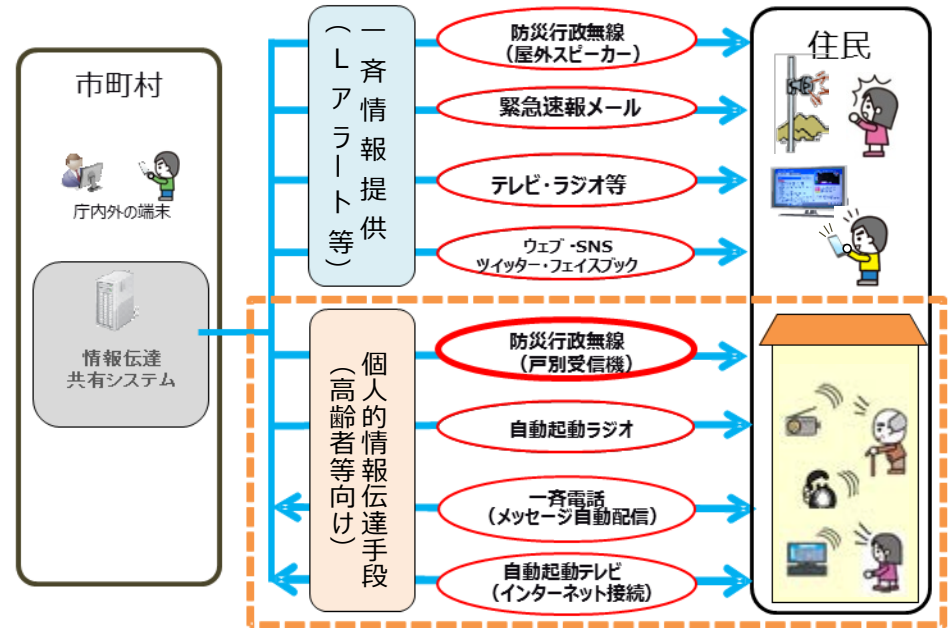 市町村
庁内外の端末
情報伝達
共有システム
一斉情報提供
(Lアラート等)
防災行政無線
(屋外スピーカー)
緊急速報メール
テレビ・ラジオ等
ウェブ・SNS
ツイッター・フェイスブック
個人的情報伝達手段
(高齢者等向け)
防災行政無線
(戸別受信機)
自動起動ラジオ
一斉電話
(メッセージ自動配信)
自動起動テレビ
(インターネット接続)
住民